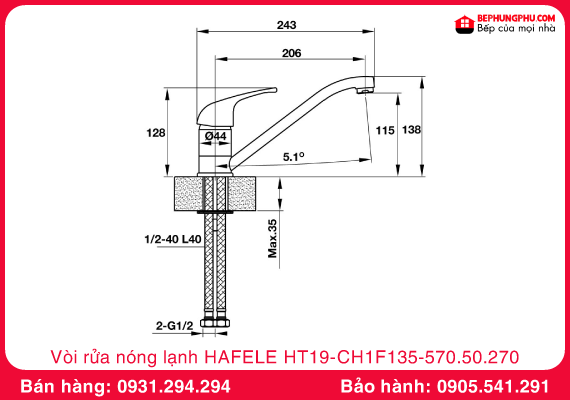 BEPHUNGPHU.COM
Bếp của mọi nhà
243
206
128
Ø44
115
138
5.1°
Max.35
1/2-40 L40
2-G1/2
Vòi rửa nóng lạnh HAFELE HT19-CH1F135-570.50.270
Bán hàng: 0931.294.294
Bảo hành: 0905.541.291